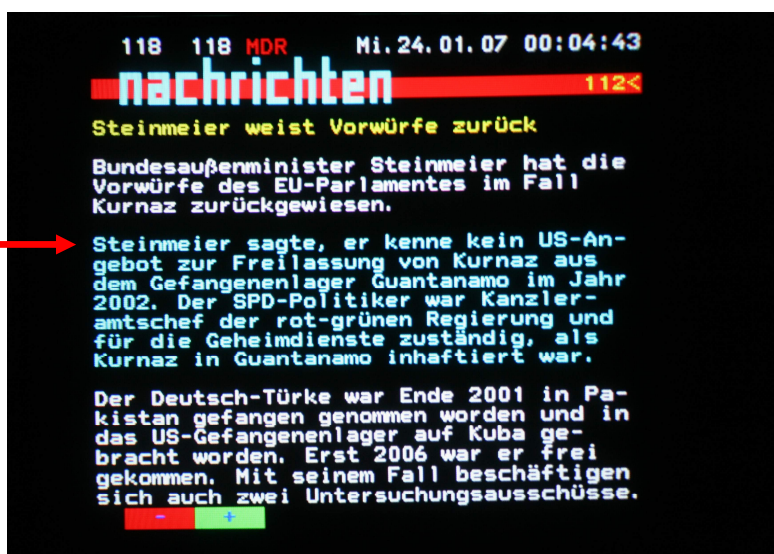 118 118 MDR Mi.24.01.07 00:04:43
nachrichten
112<
Steinmeier weist Vorwürfe zurück
Bundesaußenminister Steinmeier hat die
Vorwürfe des EU-Parlamentes im Fall
Kurnaz zurückgewiesen.
Steinmeier sagte, er kenne kein US-An-
gebot zur Freilassung von Kurnaz aus
dem Gefangenenlager Guantanamo im Jahr
2002. Der SPD-Politiker war Kanzler-
amtschef der rot-grünen Regierung und
für die Geheimdienste zuständig, als
Kurnaz in Guantanamo inhaftiert war.
Der Deutsch-Türke war Ende 2001 in Pa-
kistan gefangen genommen worden und in
das US-Gefangenenlager auf Kuba ge-
bracht worden. Erst 2006 war er frei
gekommen. Mit seinem Fall beschäftigen
sich auch zwei Untersuchungsausschüsse.
- +